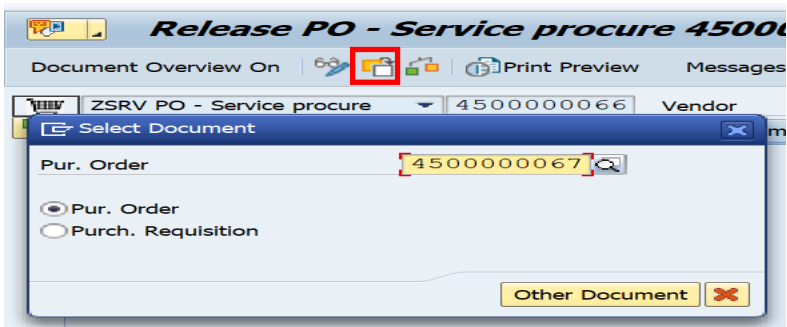 Release PO - Service procure 45000
Document Overview On Print Preview Messages
ZSRV PO - Service procure 4500000066 Vendor
Select Document
Pur. Order 4500000067
Pur. Order
Purch. Requisition
Other Document